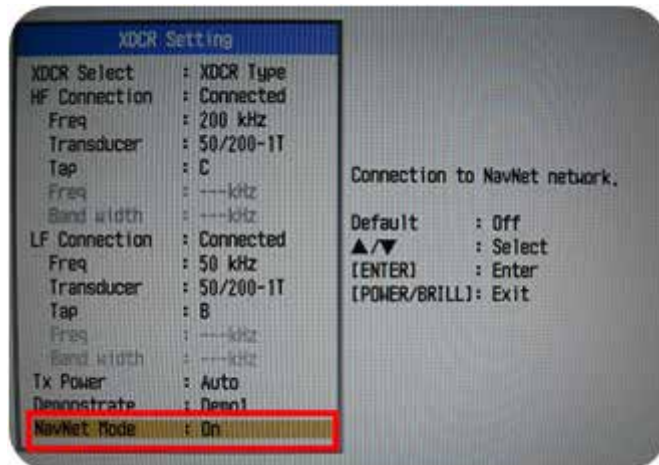 XDCR Setting
XDCR Select : XDCR Type
HF Connection : Connected
Freq : 200 kHz
Transducer : 50/200-1T
Tap : C
Freq : ---kHz
Band width : ---kHz
LF Connection : Connected
Freq : 50 kHz
Transducer : 50/200-1T
Tap : B
Freq : ---kHz
Band width : ---kHz
Tx Power : Auto
Demonstrate : Demo1
NavNet Mode : On
Connection to NavNet network.
Default : Off
▲/▼ : Select
[ENTER] : Enter
[POWER/BRILL]: Exit